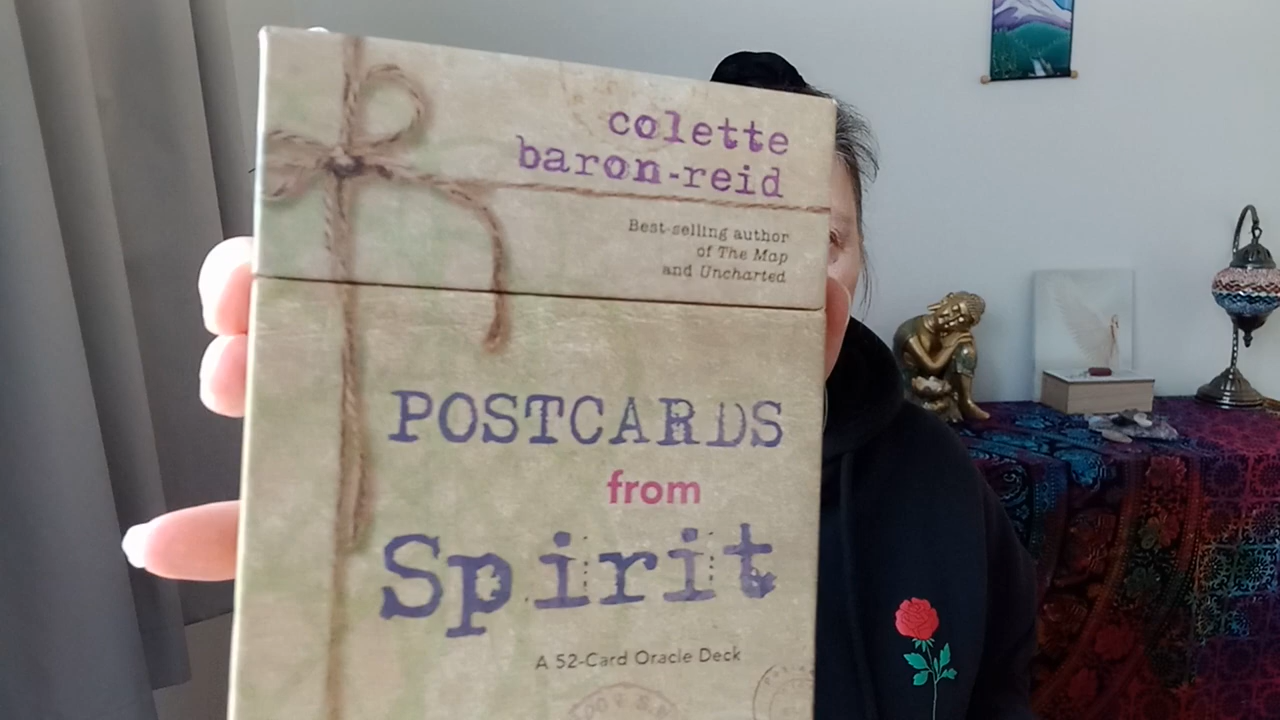 colette
baron-reid
Best-selling author
of The Map
and Uncharted
POSTCARDS
from
Spirit
A 52-Card Oracle Deck